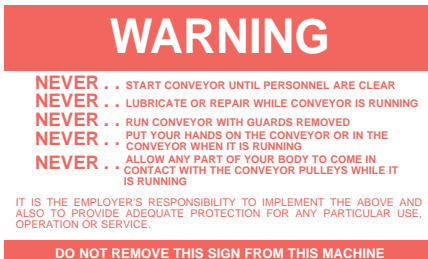 WARNING
NEVER . . START CONVEYOR UNTIL PERSONNEL ARE CLEAR
NEVER . . LUBRICATE OR REPAIR WHILE CONVEYOR IS RUNNING
NEVER . . RUN CONVEYOR WITH GUARDS REMOVED
NEVER . . PUT YOUR HANDS ON THE CONVEYOR OR IN THE
CONVEYOR WHEN IT IS RUNNING
NEVER . . ALLOW ANY PART OF YOUR BODY TO COME IN
CONTACT WITH THE CONVEYOR PULLEYS WHILE IT
IS RUNNING
IT IS THE EMPLOYER'S RESPONSIBILITY TO IMPLEMENT THE ABOVE AND
ALSO TO PROVIDE ADEQUATE PROTECTION FOR ANY PARTICULAR USE,
OPERATION OR SERVICE.
DO NOT REMOVE THIS SIGN FROM THIS MACHINE